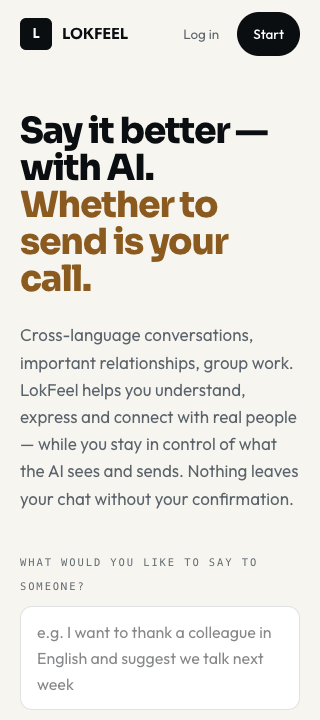 L LOKFEEL Log in Start
Say it better —
with AI.
Whether to
send is your
call.
Cross-language conversations,
important relationships, group work.
LokFeel helps you understand,
express and connect with real people
— while you stay in control of what
the AI sees and sends. Nothing leaves
your chat without your confirmation.
WHAT WOULD YOU LIKE TO SAY TO
SOMEONE?
e.g. I want to thank a colleague in
English and suggest we talk next
week